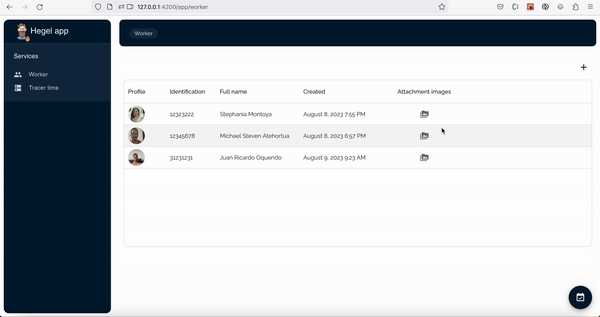 127.0.0.1:4200/app/worker
Hegel app
Worker
Services
Worker
Tracer time
Profile Identification Full name Created Attachment images
12323222 Stephania Montoya August 8, 2023 7:55 PM
12345678 Michael Steven Atehortua August 8, 2023 6:57 PM
31231231 Juan Ricardo Oquendo August 9, 2023 9:23 AM